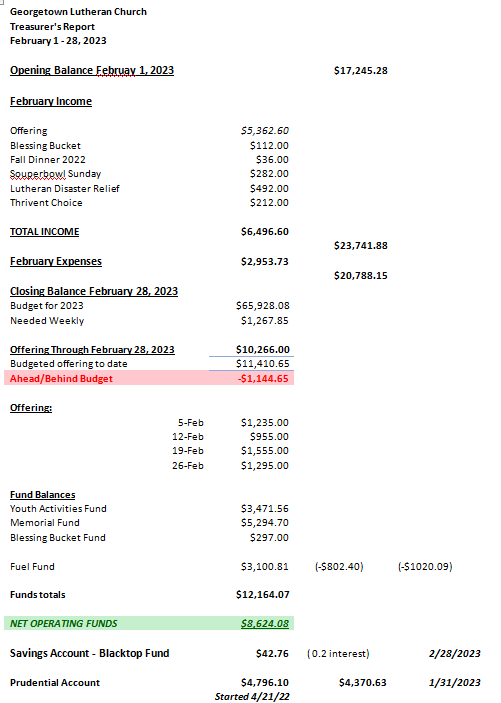 Georgetown Lutheran Church
Treasurer's Report
February 1 - 28, 2023
Opening Balance Februay 1, 2023 $17,245.28
February Income
Offering $5,362.60
Blessing Bucket $112.00
Fall Dinner 2022 $36.00
Souperbowl Sunday $282.00
Lutheran Disaster Relief $492.00
Thrivent Choice $212.00
TOTAL INCOME $6,496.60
$23,741.88
February Expenses $2,953.73
$20,788.15
Closing Balance February 28, 2023
Budget for 2023 $65,928.08
Needed Weekly $1,267.85
Offering Through February 28, 2023 $10,266.00
Budgeted offering to date $11,410.65
Ahead/Behind Budget -$1,144.65
Offering:
5-Feb $1,235.00
12-Feb $955.00
19-Feb $1,555.00
26-Feb $1,295.00
Fund Balances
Youth Activities Fund $3,471.56
Memorial Fund $5,294.70
Blessing Bucket Fund $297.00
Fuel Fund $3,100.81 (-$802.40) (-$1020.09)
Funds totals $12,164.07
NET OPERATING FUNDS $8,624.08
Savings Account - Blacktop Fund $42.76 (0.2 interest) 2/28/2023
Prudential Account $4,796.10 $4,370.63 1/31/2023
Started 4/21/22